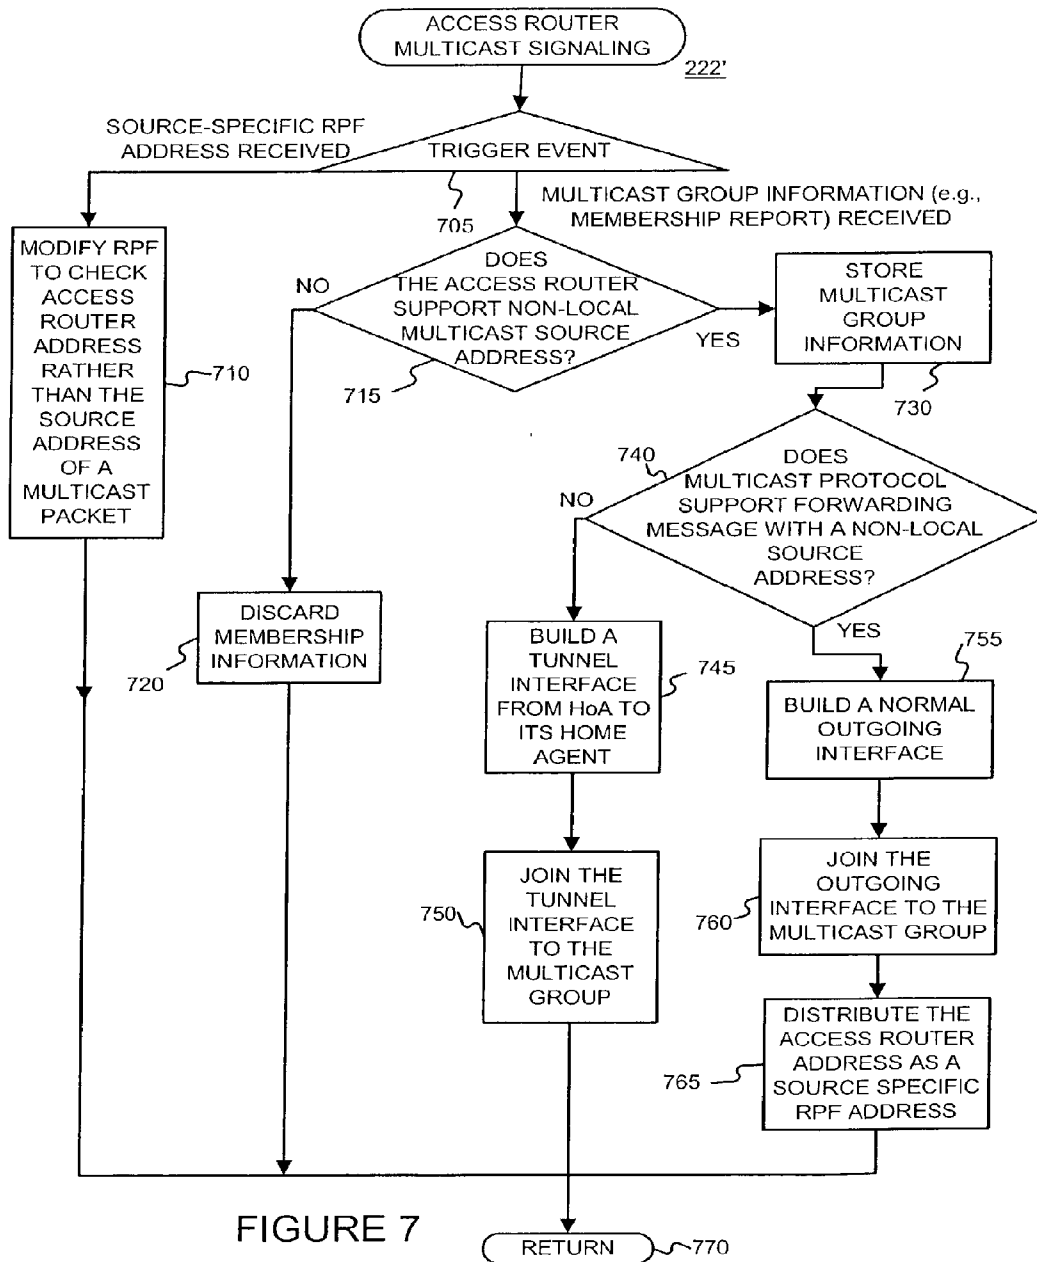 ACCESS ROUTER
MULTICAST SIGNALING
222'
SOURCE-SPECIFIC RPF
ADDRESS RECEIVED
TRIGGER EVENT
705
MULTICAST GROUP INFORMATION (e.g.,
MEMBERSHIP REPORT) RECEIVED
MODIFY RPF
TO CHECK
ACCESS
ROUTER
ADDRESS
RATHER
THAN THE
SOURCE
ADDRESS
OF A
MULTICAST
PACKET
710
NO
DOES
THE ACCESS ROUTER
SUPPORT NON-LOCAL
MULTICAST SOURCE
ADDRESS?
715
YES
STORE
MULTICAST
GROUP
INFORMATION
730
740
NO
DOES
MULTICAST PROTOCOL
SUPPORT FORWARDING
MESSAGE WITH A NON-LOCAL
SOURCE
ADDRESS?
YES
DISCARD
MEMBERSHIP
INFORMATION
720
BUILD A
TUNNEL
INTERFACE
FROM HoA TO
ITS HOME
AGENT
745
755
BUILD A NORMAL
OUTGOING
INTERFACE
JOIN THE
TUNNEL
INTERFACE
TO THE
MULTICAST
GROUP
750
JOIN THE
OUTGOING
INTERFACE TO THE
MULTICAST GROUP
760
DISTRIBUTE THE
ACCESS ROUTER
ADDRESS AS A
SOURCE SPECIFIC
RPF ADDRESS
765
FIGURE 7
RETURN
770